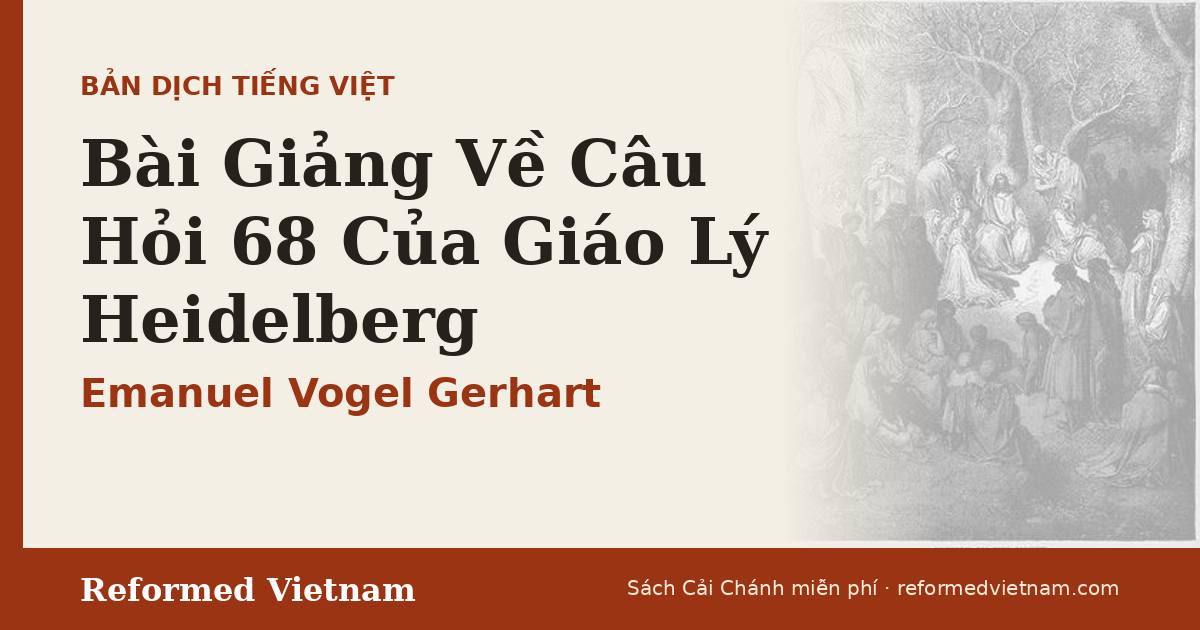 BẢN DỊCH TIẾNG VIỆT
Bài Giảng Về Câu
Hỏi 68 Của Giáo Lý
Heidelberg
Emanuel Vogel Gerhart
Reformed Vietnam
Sách Cải Chánh miễn phí · reformedvietnam.com